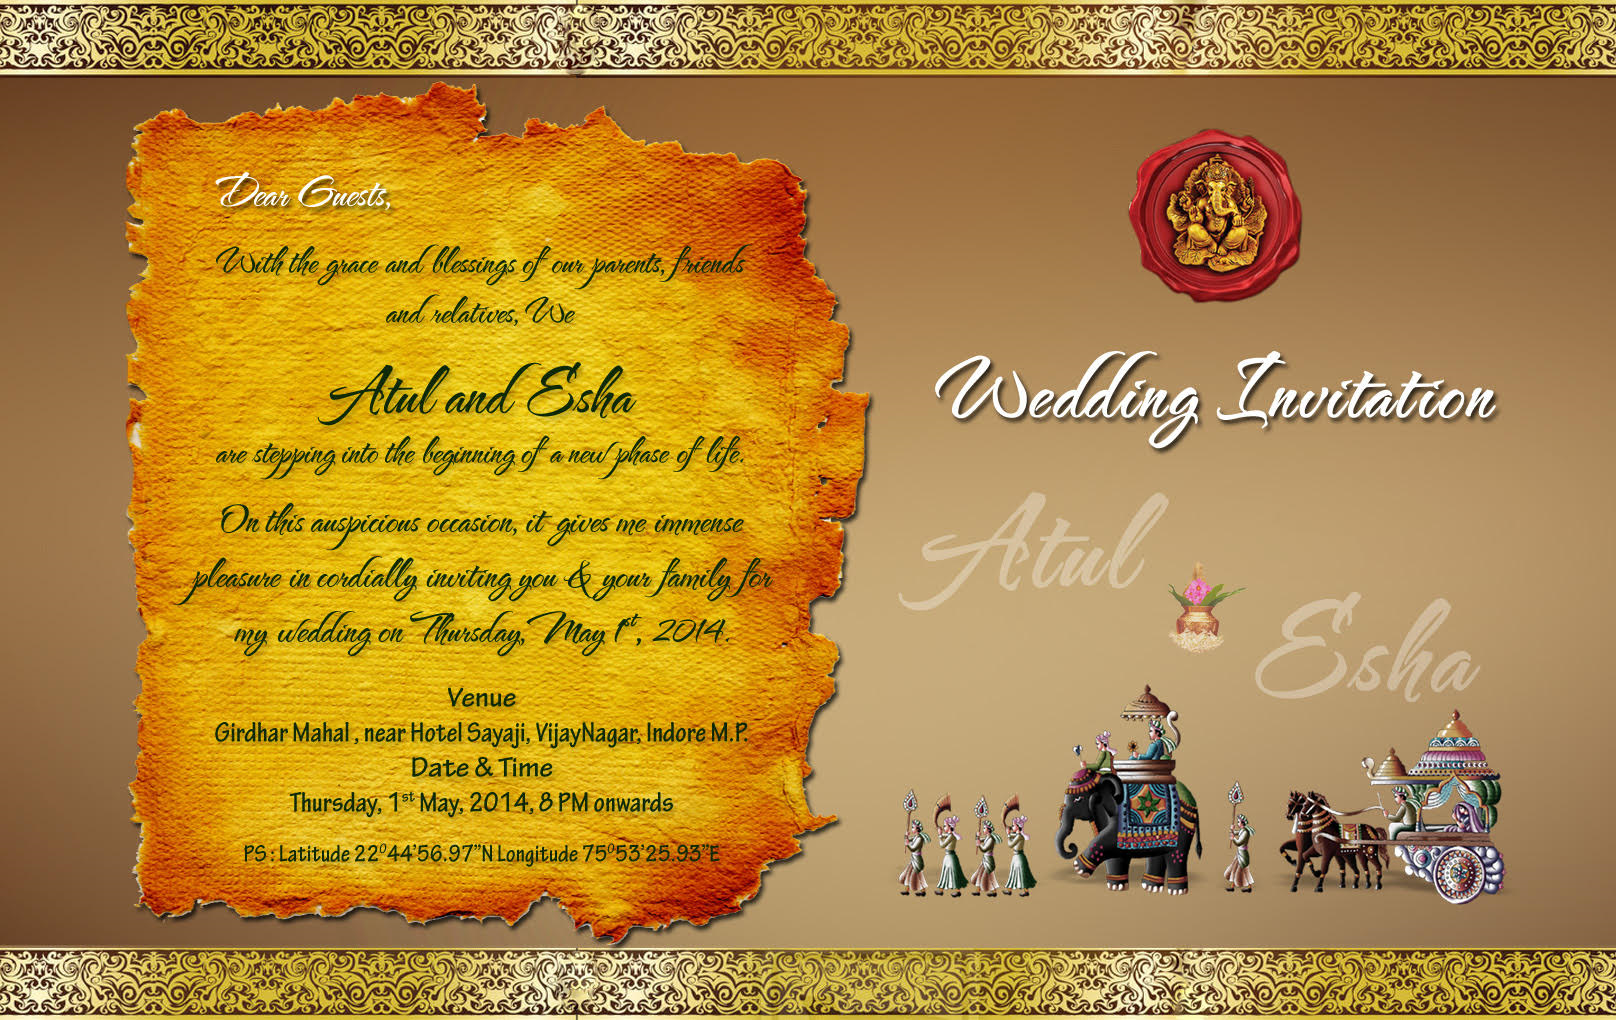 Dear Guests,
With the grace and blessings of our parents, friends
and relatives, We
Atul and Esha
are stepping into the beginning of a new phase of life.
On this auspicious occasion, it gives me immense
pleasure in cordially inviting you & your family for
my wedding on Thursday, May 1st, 2014.
Venue
Girdhar Mahal , near Hotel Sayaji, VijayNagar, Indore M.P.
Date & Time
Thursday, 1st May, 2014, 8 PM onwards
PS : Latitude 22⁰44’56.97”N Longitude 75⁰53’25.93”E
Wedding Invitation
Atul
Esha